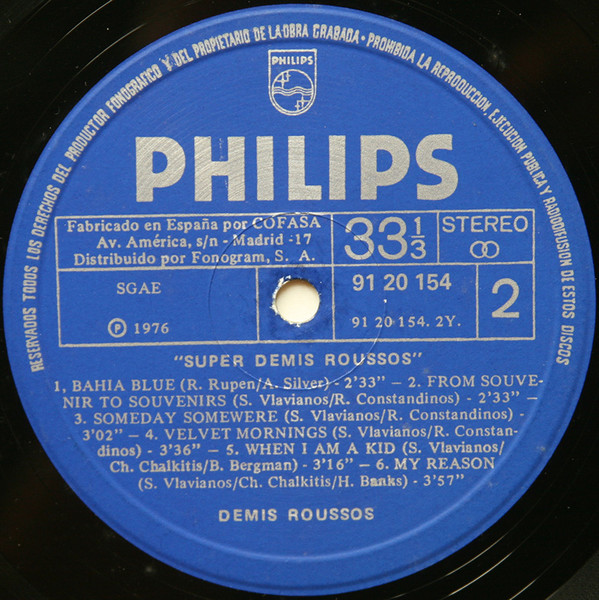 RESERVADOS TODOS LOS DERECHOS DEL PRODUCTOR FONOGRAFICO Y DEL PROPIETARIO DE LA OBRA GRABADA - PROHIBIDA LA REPRODUCCION, EJECUCION PUBLICA Y RADIODIFUSION DE ESTOS DISCOS
PHILIPS
PHILIPS
Fabricado en España por COFASA
Av. América, s/n - Madrid -17
Distribuido por Fonogram, S. A.
33 1/3
STEREO
SGAE
℗ 1976
91 20 154
91 20 154. 2Y.
2
"SUPER DEMIS ROUSSOS"
1, BAHIA BLUE (R. Rupen/A. Silver) - 2'33" – 2. FROM SOUVE-
NIR TO SOUVENIRS (S. Vlavianos/R. Constandinos) - 2'33" –
3. SOMEDAY SOMEWERE (S. Vlavianos/R. Constandinos) -
3'02" – 4. VELVET MORNINGS (S. Vlavianos/R. Constan-
dinos) - 3'36" – 5. WHEN I AM A KID (S. Vlavianos/
Ch. Chalkitis/B. Bergman) - 3'16" – 6. MY REASON
(S. Vlavianos/Ch. Chalkitis/H. Banks) - 3'57"
DEMIS ROUSSOS